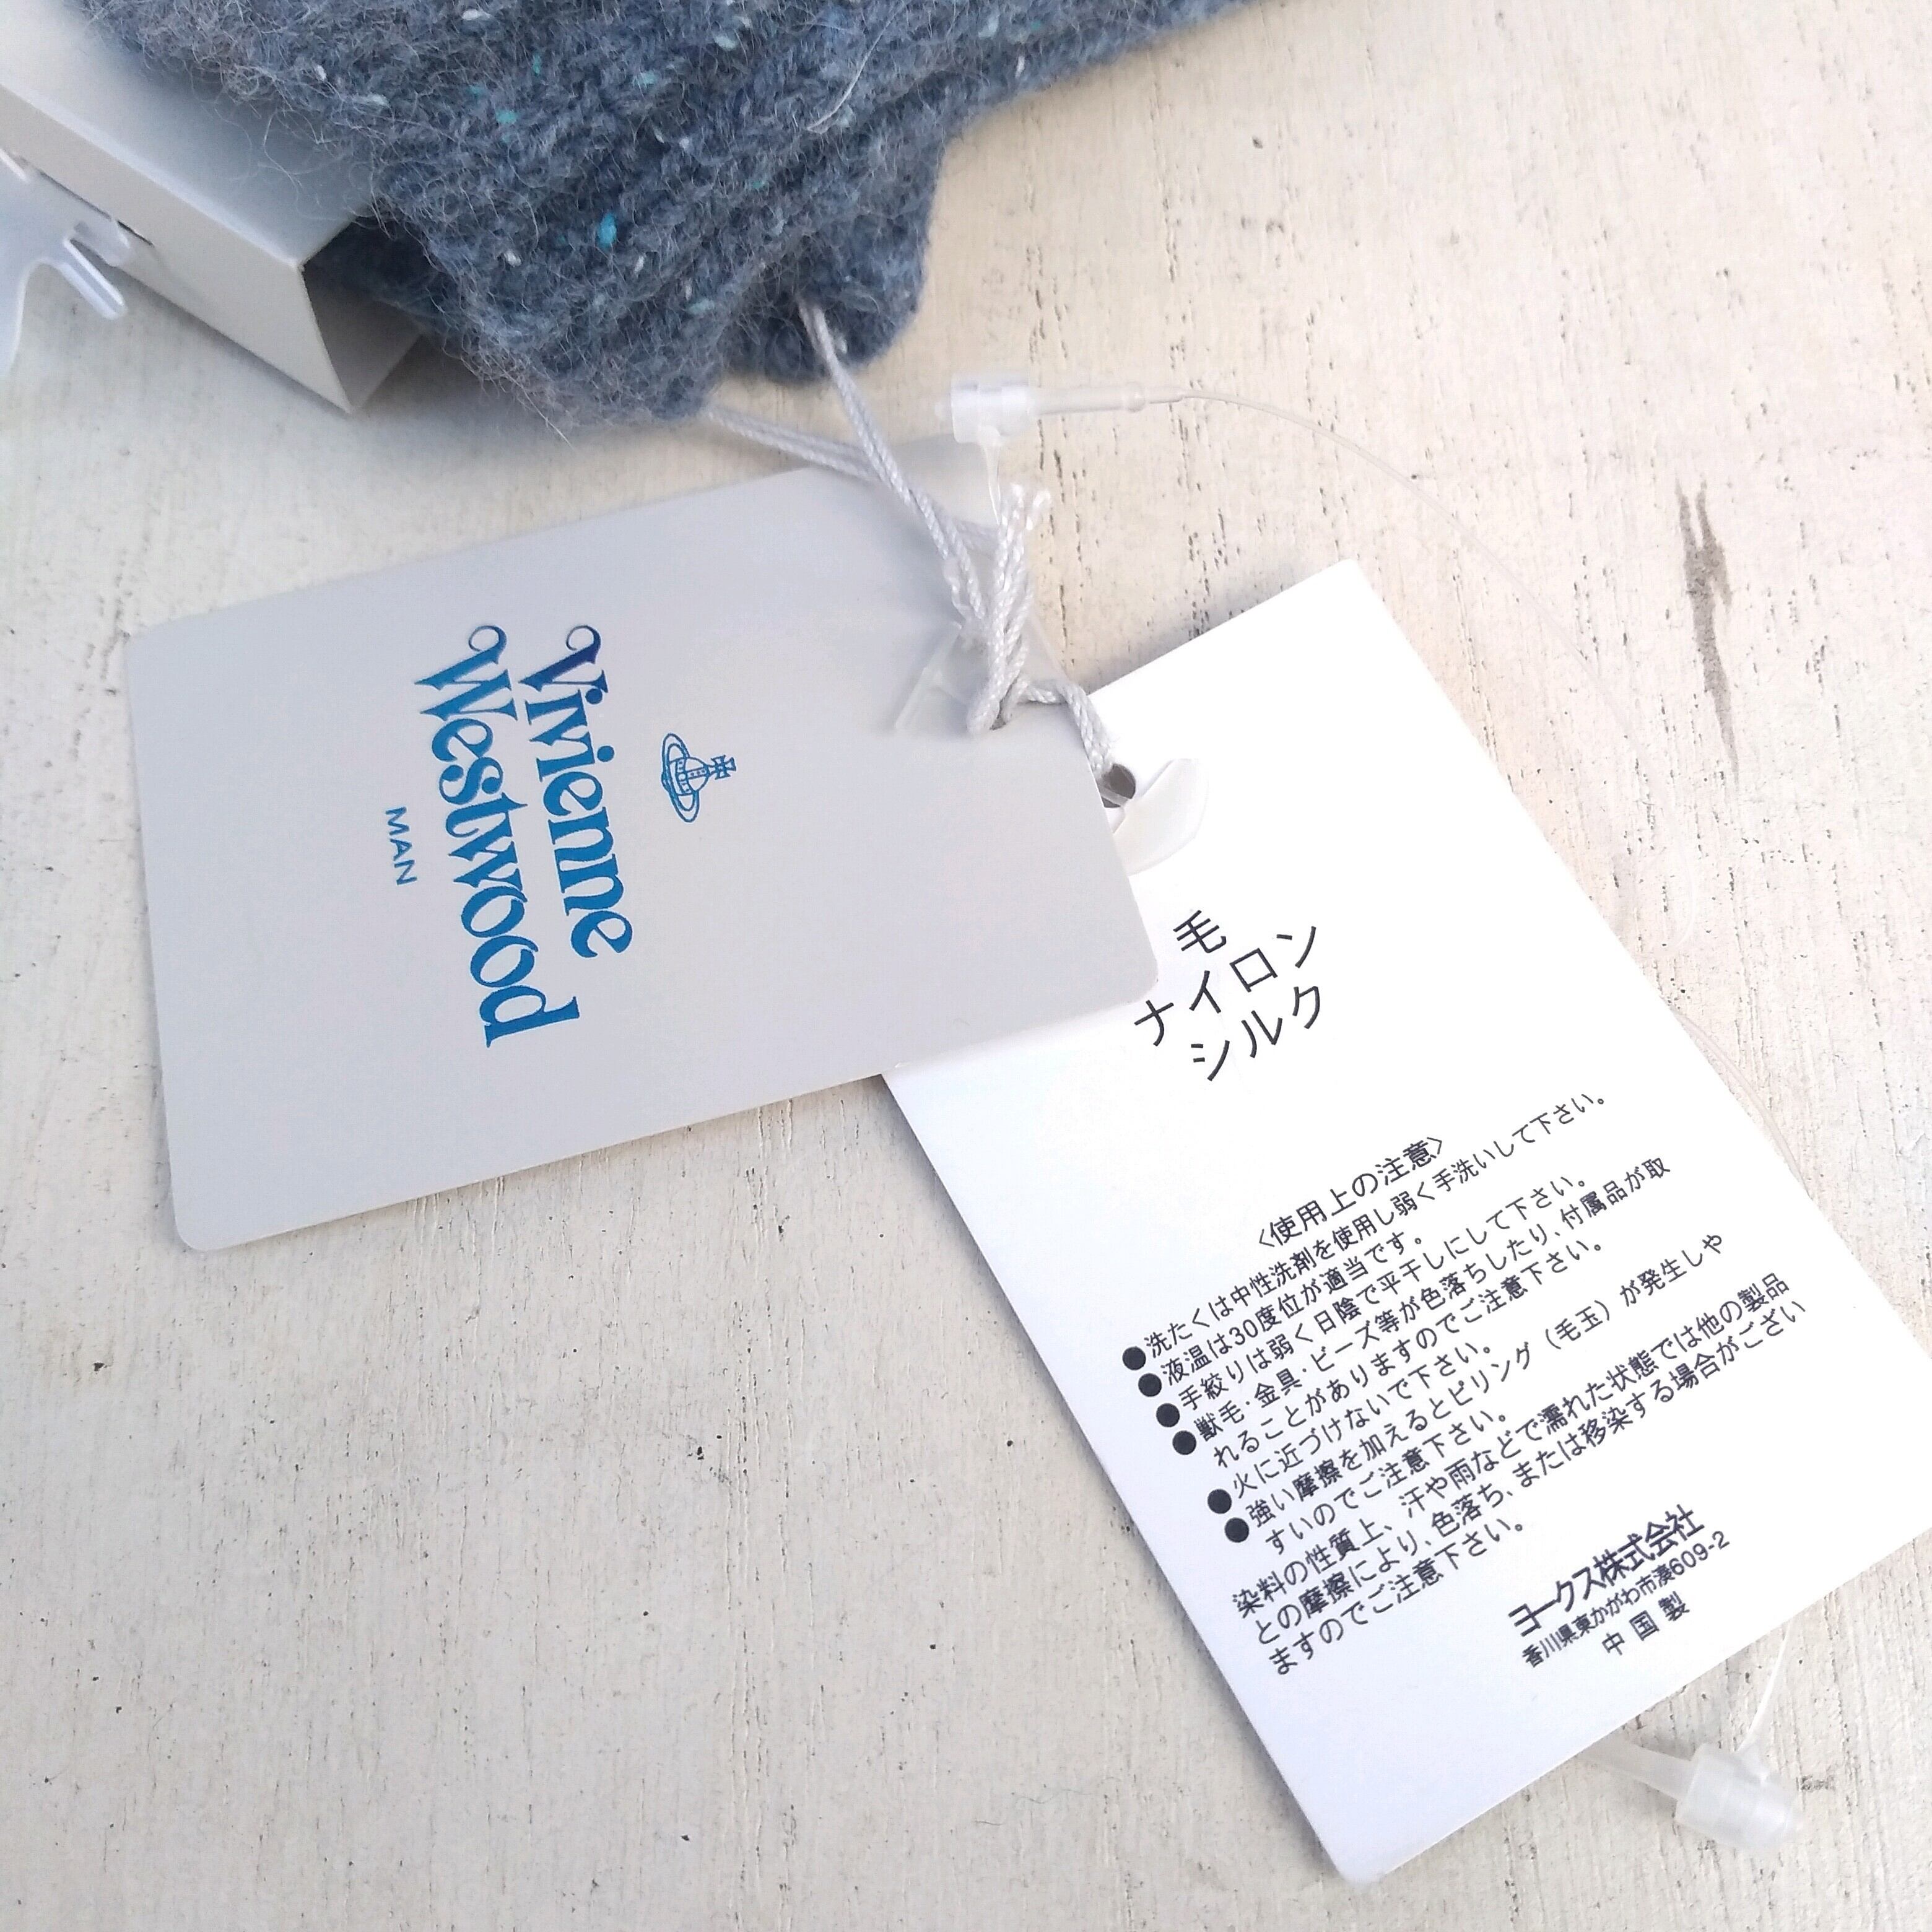 Vivienne
Westwood
MAN
毛
ナイロン
シルク
〈使用上の注意〉
●洗たくは中性洗剤を使用し弱く手洗いして下さい。
●液温は30度位が適当です。
●手絞りは弱く日陰で平干しにして下さい。
●獣毛・金具・ビーズ等が色落ちしたり、付属品が取
れることがありますのでご注意下さい。
●火に近づけないで下さい。
●強い摩擦を加えるとピリング（毛玉）が発生しや
すいのでご注意下さい。
染料の性質上、汗や雨などで濡れた状態では他の製品
との摩擦により、色落ち、または移染する場合がござい
ますのでご注意下さい。
ヨークス株式会社
香川県東かがわ市湊609-2
中国製